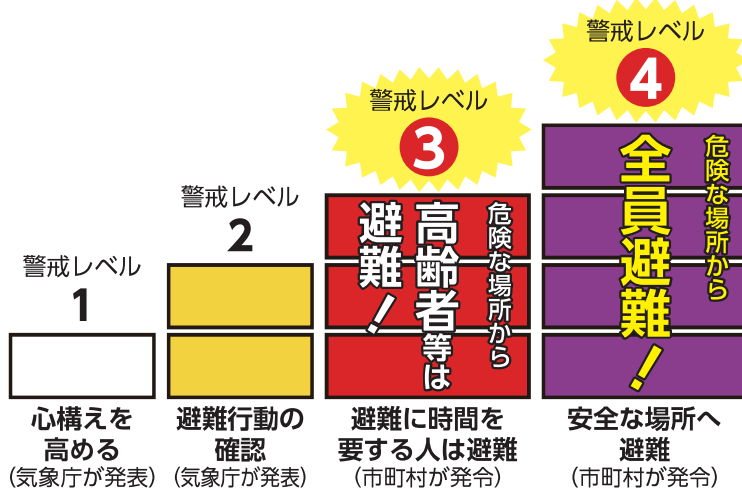 警戒レベル
1
心構えを
高める
(気象庁が発表)
警戒レベル
2
避難行動の
確認
(気象庁が発表)
警戒レベル
3
危険な場所から
高齢者等は
避難!
避難に時間を
要する人は避難
(市町村が発令)
警戒レベル
4
危険な場所から
全員避難!
安全な場所へ
避難
(市町村が発令)